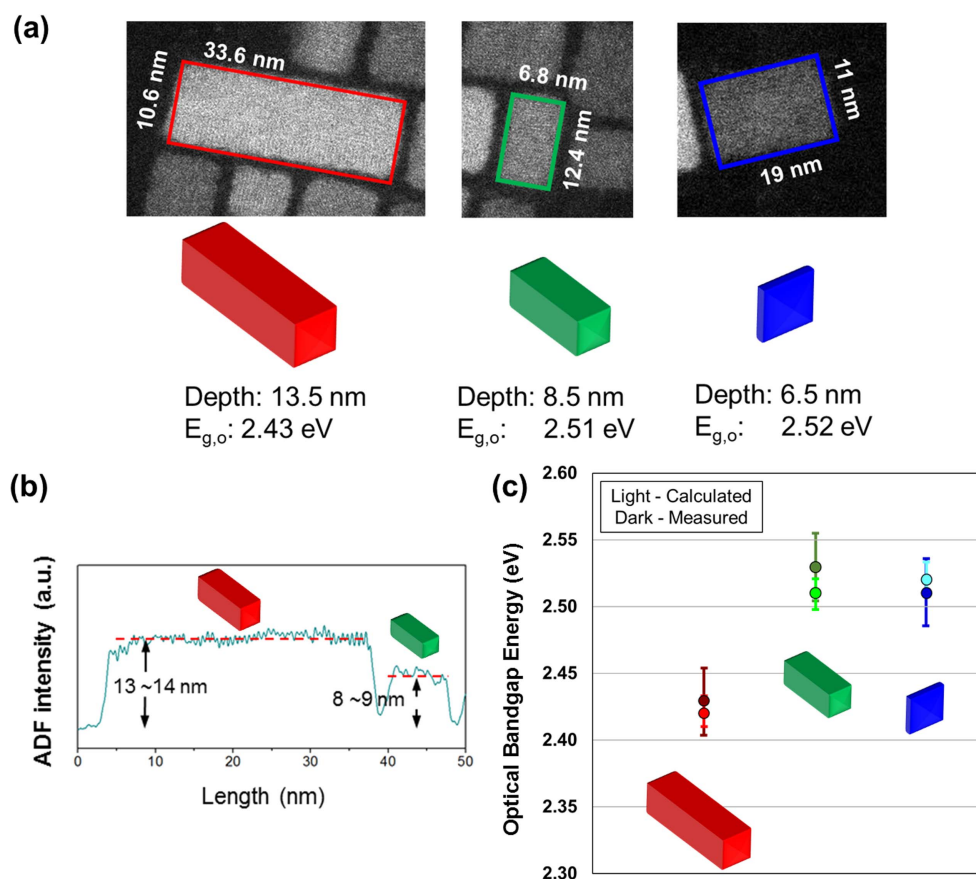 (a)
33.6 nm
10.6 nm
6.8 nm
12.4 nm
11 nm
19 nm
Depth: 13.5 nm
E_g,o: 2.43 eV
Depth: 8.5 nm
E_g,o: 2.51 eV
Depth: 6.5 nm
E_g,o: 2.52 eV
(b)
ADF intensity (a.u.)
13 ~14 nm
8 ~9 nm
0 10 20 30 40 50
Length (nm)
(c)
Optical Bandgap Energy (eV)
2.60
2.55
2.50
2.45
2.40
2.35
2.30
Light - Calculated
Dark - Measured